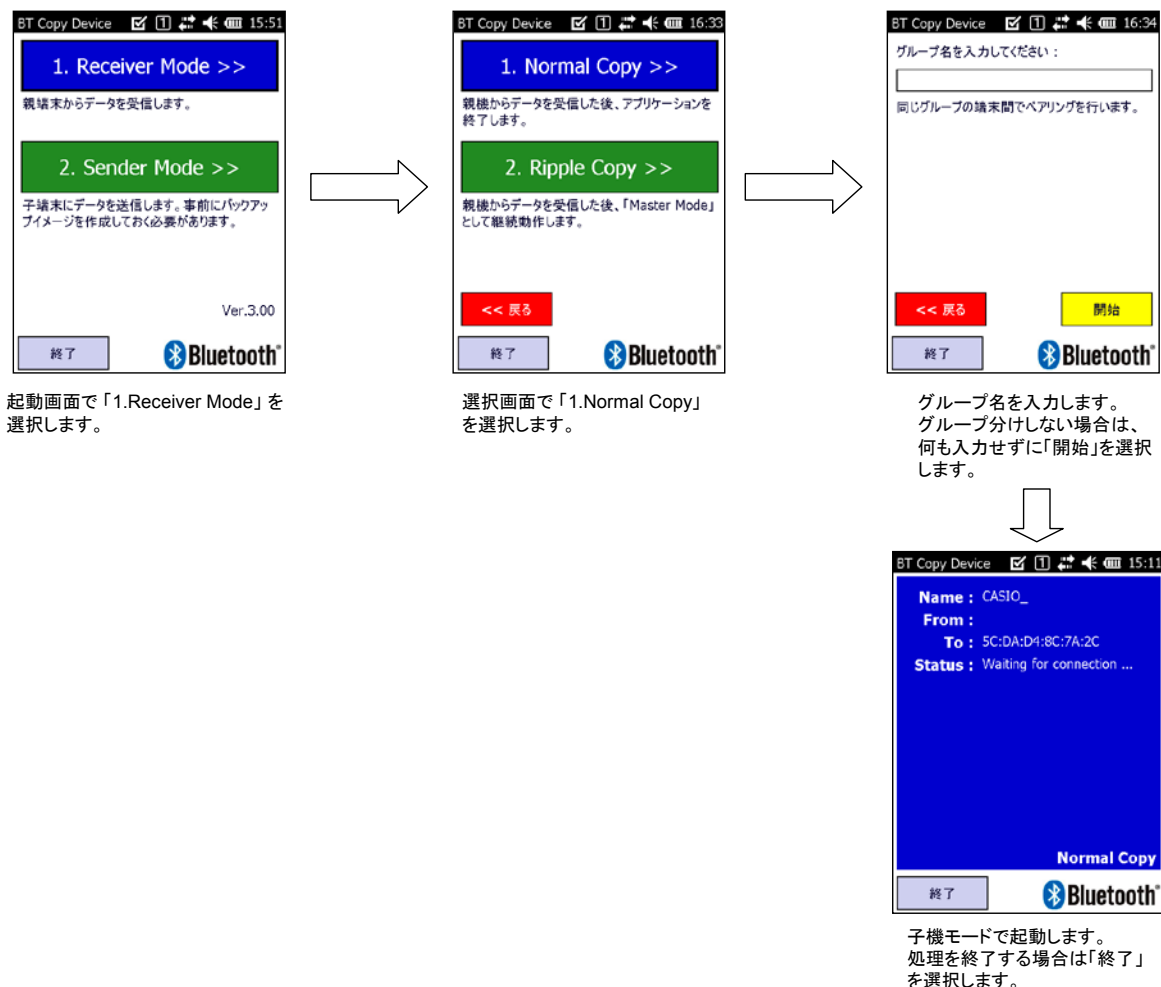 BT Copy Device 1 15:51
1. Receiver Mode >>
親端末からデータを受信します。
2. Sender Mode >>
子端末にデータを送信します。事前にバックアッ
プイメージを作成しておく必要があります。
Ver.3.00
終了
Bluetooth®
起動画面で「1.Receiver Mode」を
選択します。
BT Copy Device 1 16:33
1. Normal Copy >>
親機からデータを受信した後、アプリケーションを
終了します。
2. Ripple Copy >>
親機からデータを受信した後、「Master Mode」
として継続動作します。
<< 戻る
終了
Bluetooth®
選択画面で「1.Normal Copy」
を選択します。
BT Copy Device 1 16:34
グループ名を入力してください：
同じグループの端末間でペアリングを行います。
<< 戻る
開始
終了
Bluetooth®
グループ名を入力します。
グループ分けしない場合は、
何も入力せずに「開始」を選択
します。
BT Copy Device 1 15:11
Name : CASIO_
From :
To : 5C:DA:D4:8C:7A:2C
Status : Waiting for connection ...
Normal Copy
終了
Bluetooth®
子機モードで起動します。
処理を終了する場合は「終了」
を選択します。